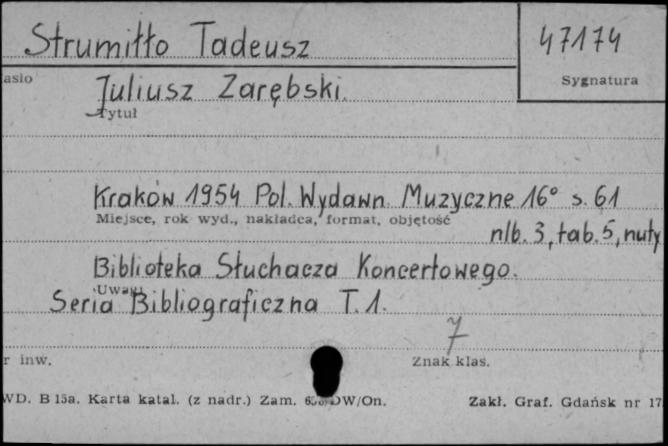 Strumiłło Tadeusz
47174
asło
Sygnatura
Juliusz Zarębski.
Tytuł
Kraków 1954 Pol. Wydawn. Muzyczne 16° s. 61
Miejsce, rok wyd., nakładca, format, objętość
nlb. 3, tab. 5, nuty
Biblioteka Słuchacza Koncertowego.
Uwagi
Seria Bibliograficzna T. 1.
7
r inw.
Znak klas.
WD. B 15a. Karta katal. (z nadr.) Zam. DW/On.
Zakł. Graf. Gdańsk nr 17